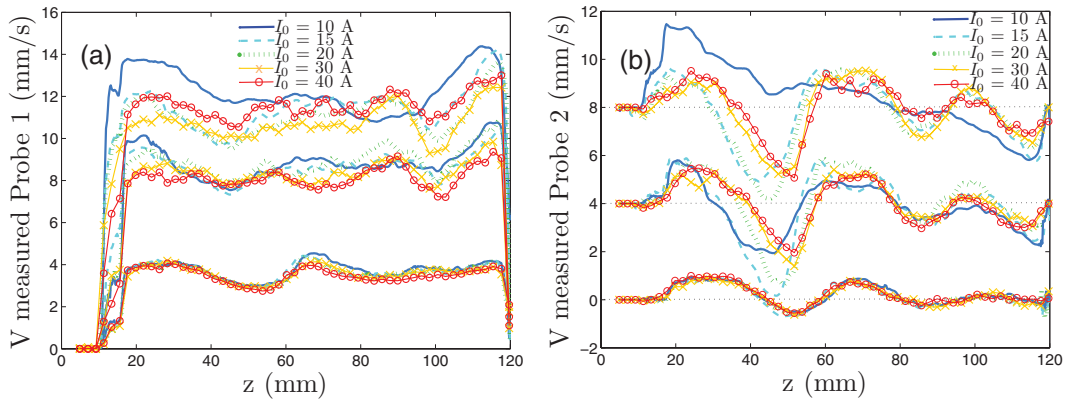 (a)
I₀ = 10 A
I₀ = 15 A
I₀ = 20 A
I₀ = 30 A
I₀ = 40 A
V measured Probe 1 (mm/s)
16
14
12
10
8
6
4
2
0
0 20 40 60 80 100 120
z (mm)
(b)
I₀ = 10 A
I₀ = 15 A
I₀ = 20 A
I₀ = 30 A
I₀ = 40 A
V measured Probe 2 (mm/s)
12
10
8
6
4
2
0
−2
0 20 40 60 80 100 120
z (mm)